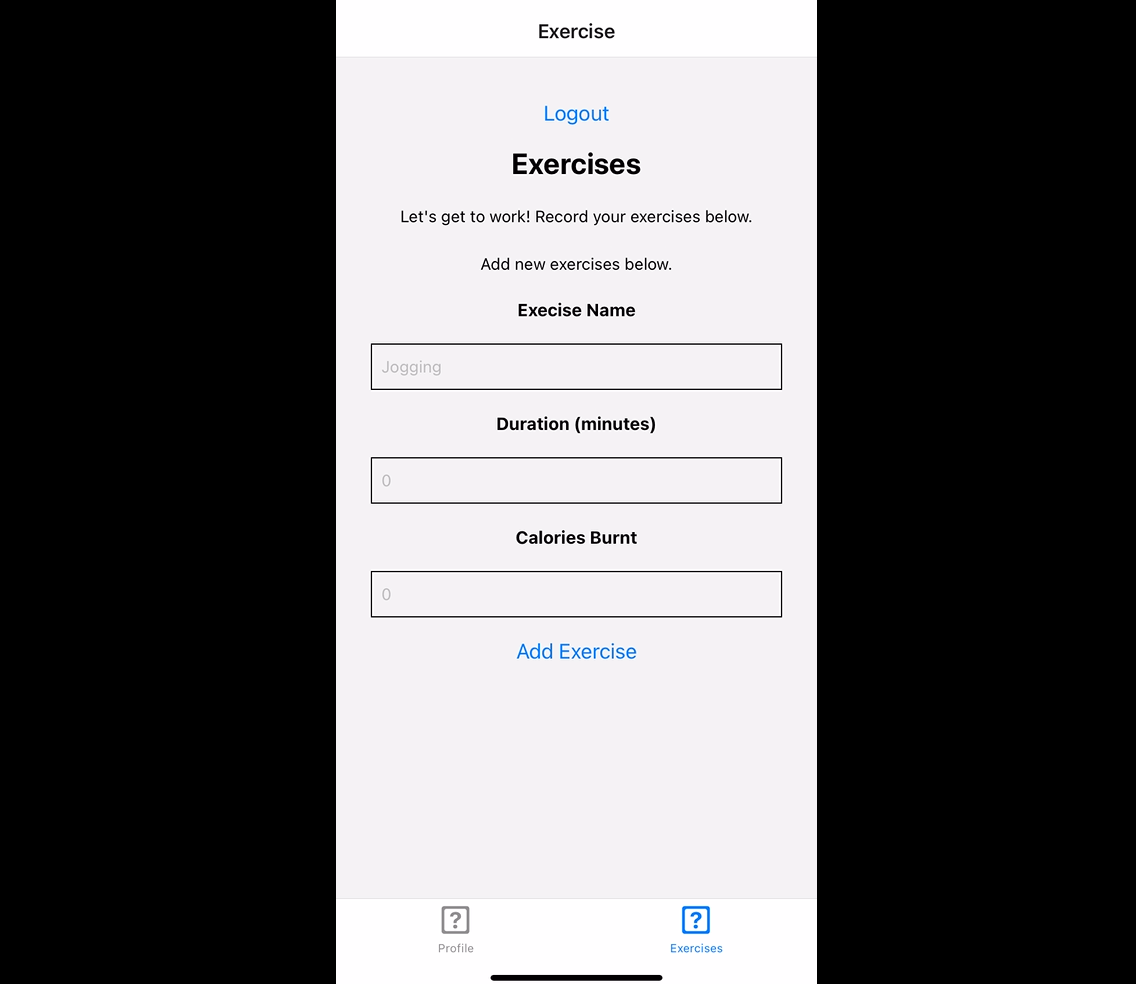 Exercise
Logout
Exercises
Let's get to work! Record your exercises below.
Add new exercises below.
Execise Name
Jogging
Duration (minutes)
0
Calories Burnt
0
Add Exercise
? ?
Profile Exercises